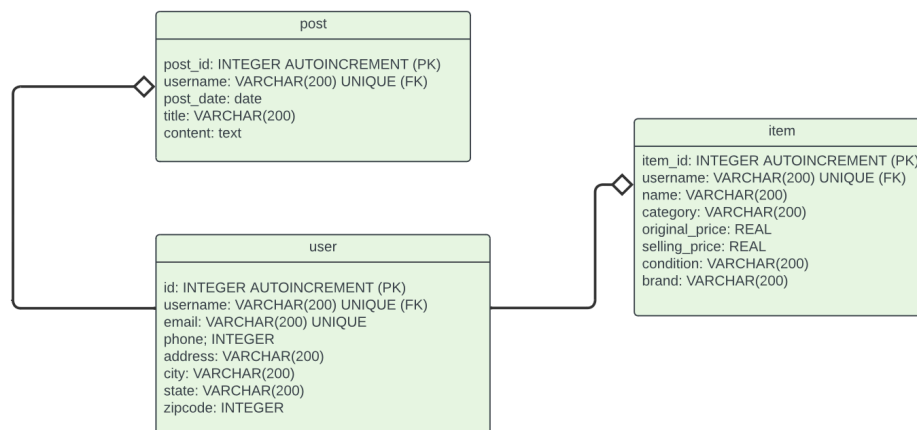 post
post_id: INTEGER AUTOINCREMENT (PK)
username: VARCHAR(200) UNIQUE (FK)
post_date: date
title: VARCHAR(200)
content: text
item
item_id: INTEGER AUTOINCREMENT (PK)
username: VARCHAR(200) UNIQUE (FK)
name: VARCHAR(200)
category: VARCHAR(200)
original_price: REAL
selling_price: REAL
condition: VARCHAR(200)
brand: VARCHAR(200)
user
id: INTEGER AUTOINCREMENT (PK)
username: VARCHAR(200) UNIQUE (FK)
email: VARCHAR(200) UNIQUE
phone; INTEGER
address: VARCHAR(200)
city: VARCHAR(200)
state: VARCHAR(200)
zipcode: INTEGER